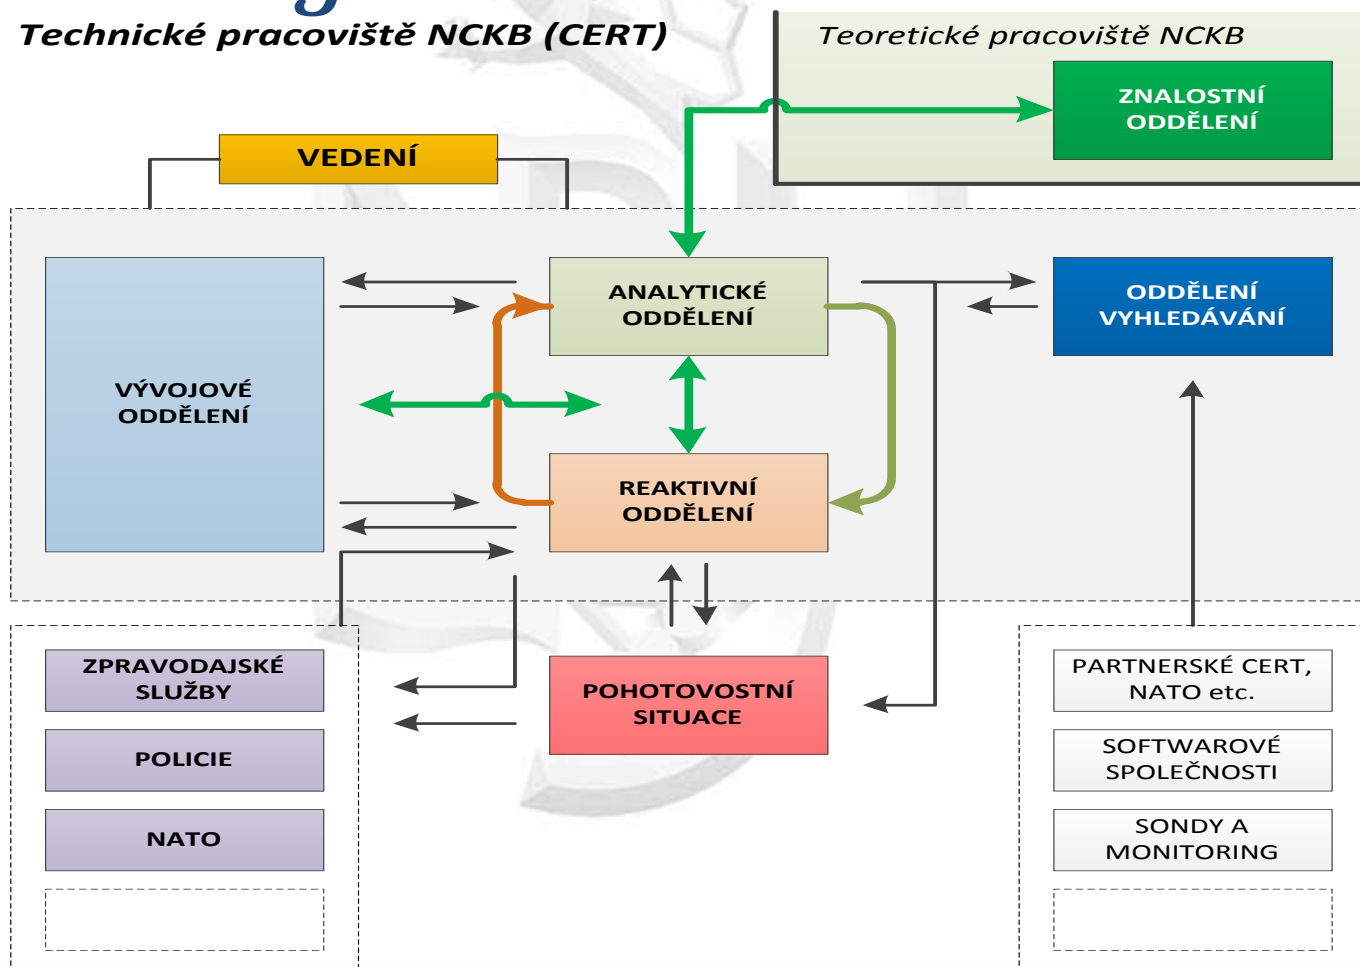 Technické pracoviště NCKB (CERT)
Teoretické pracoviště NCKB
ZNALOSTNÍ
ODDĚLENÍ
VEDENÍ
VÝVOJOVÉ
ODDĚLENÍ
ANALYTICKÉ
ODDĚLENÍ
ODDĚLENÍ
VYHLEDÁVÁNÍ
REAKTIVNÍ
ODDĚLENÍ
ZPRAVODAJSKÉ
SLUŽBY
POLICIE
NATO
POHOTOVOSTNÍ
SITUACE
PARTNERSKÉ CERT,
NATO etc.
SOFTWAROVÉ
SPOLEČNOSTI
SONDY A
MONITORING